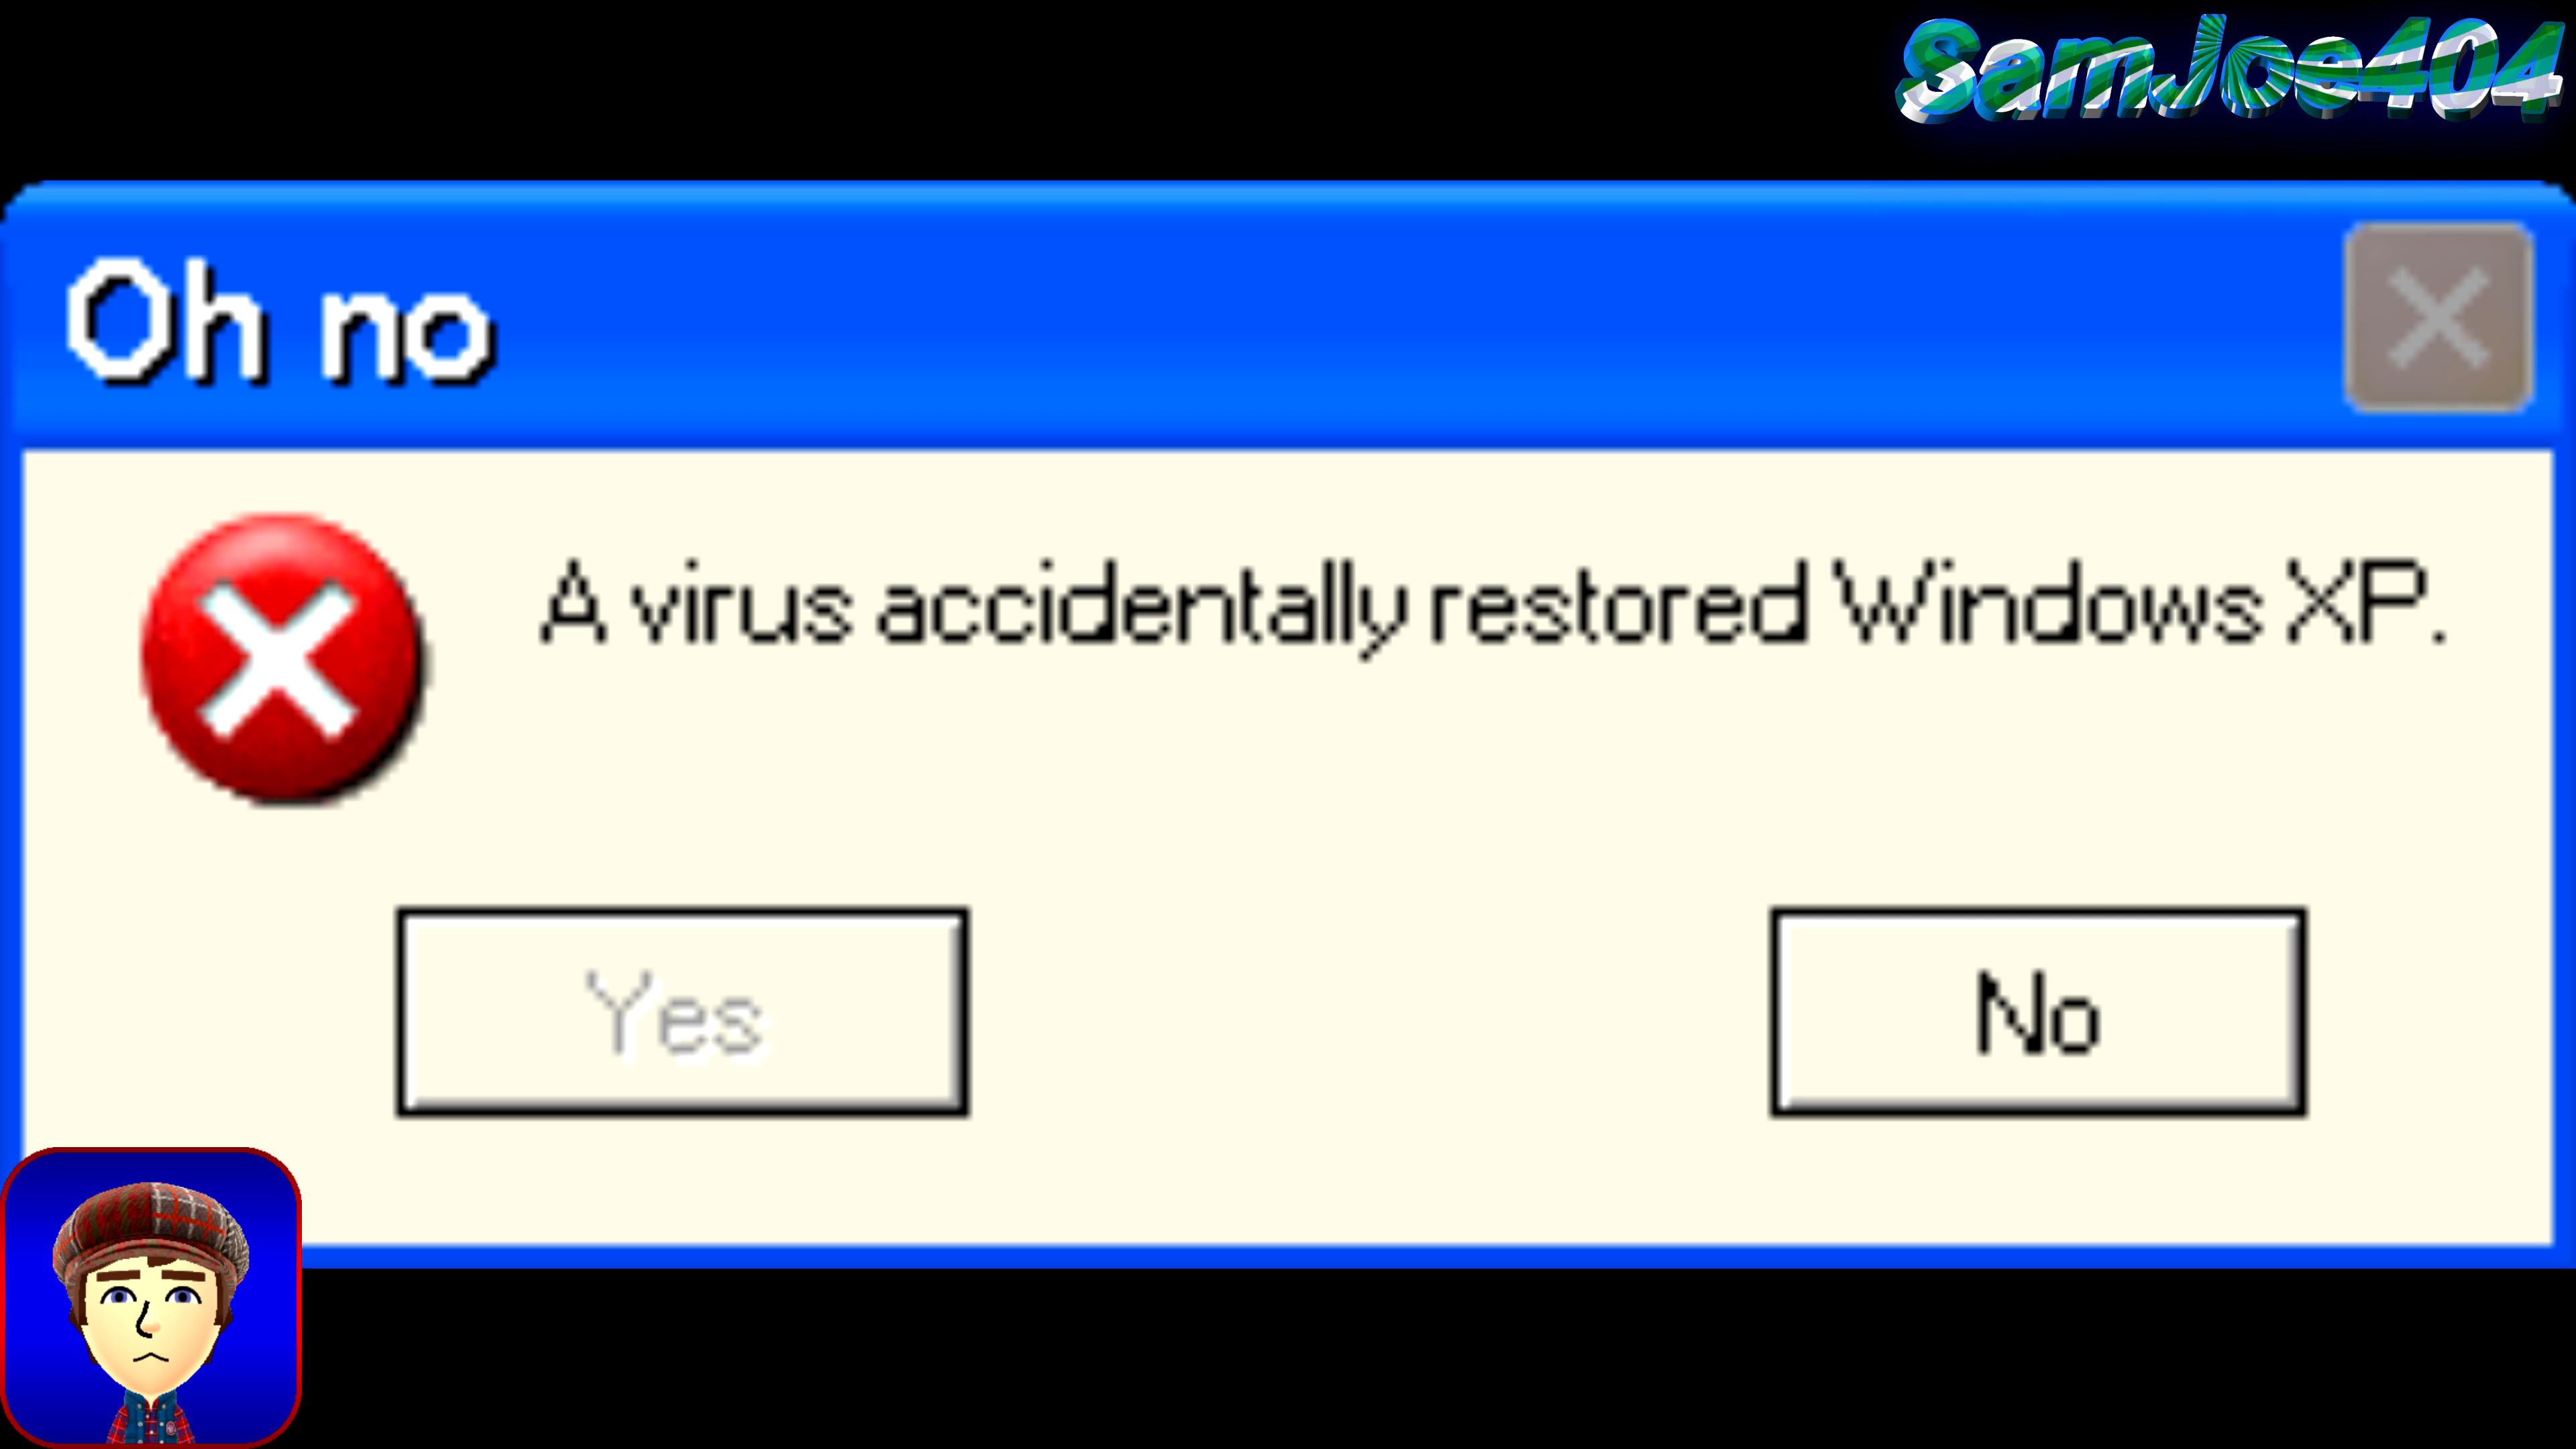 SamJoe404
Oh no
A virus accidentally restored Windows XP.
Yes
No